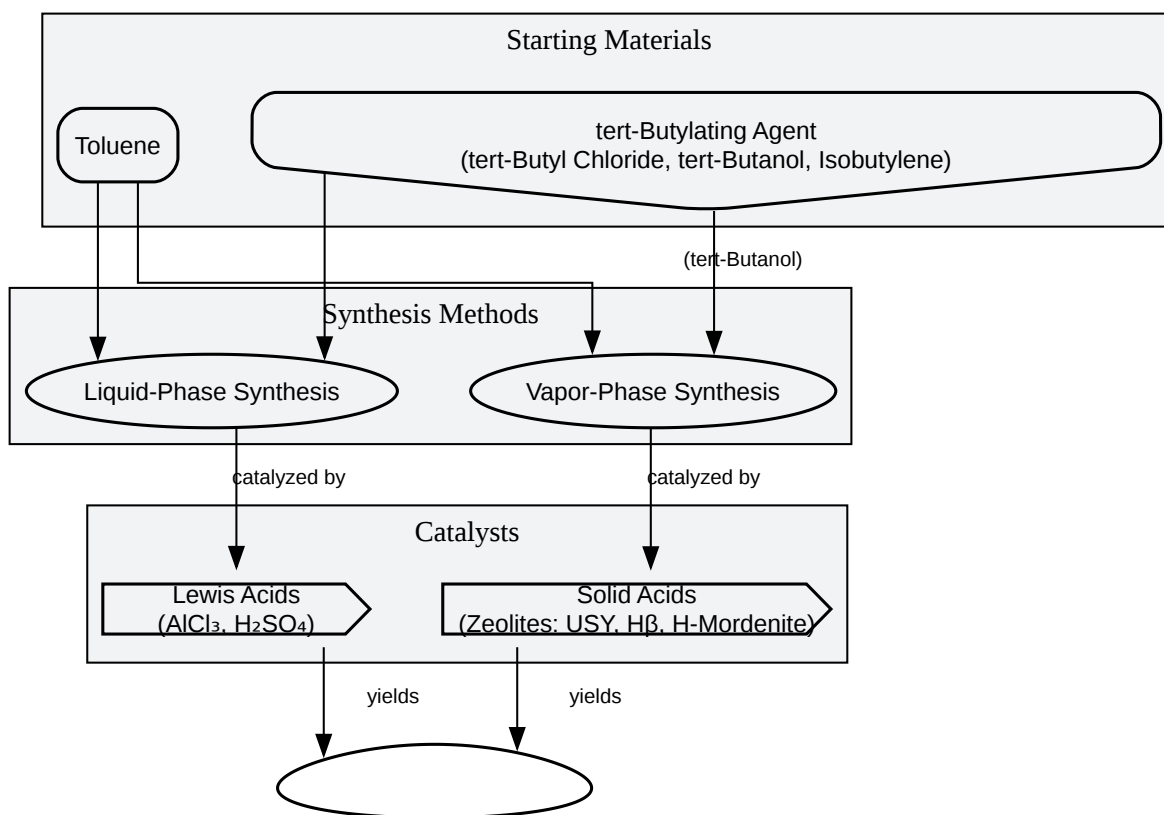 Starting Materials
Toluene
tert-Butylating Agent
(tert-Butyl Chloride, tert-Butanol, Isobutylene)
(tert-Butanol)
Synthesis Methods
Liquid-Phase Synthesis
Vapor-Phase Synthesis
catalyzed by
catalyzed by
Catalysts
Lewis Acids
(AlCl₃, H₂SO₄)
Solid Acids
(Zeolites: USY, Hβ, H-Mordenite)
yields
yields